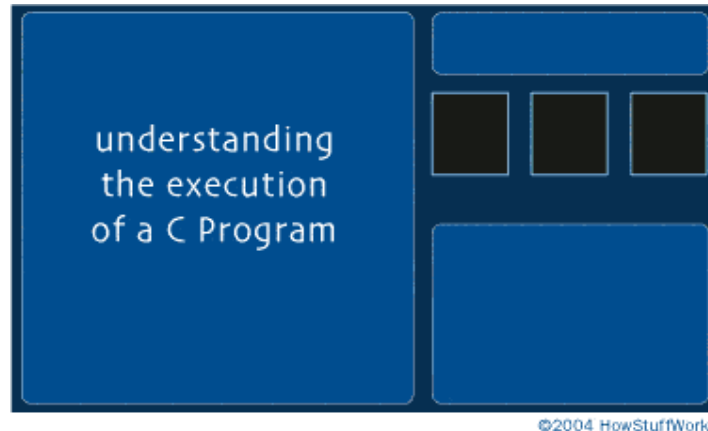 understanding
the execution
of a C Program
©2004 HowStuffWork